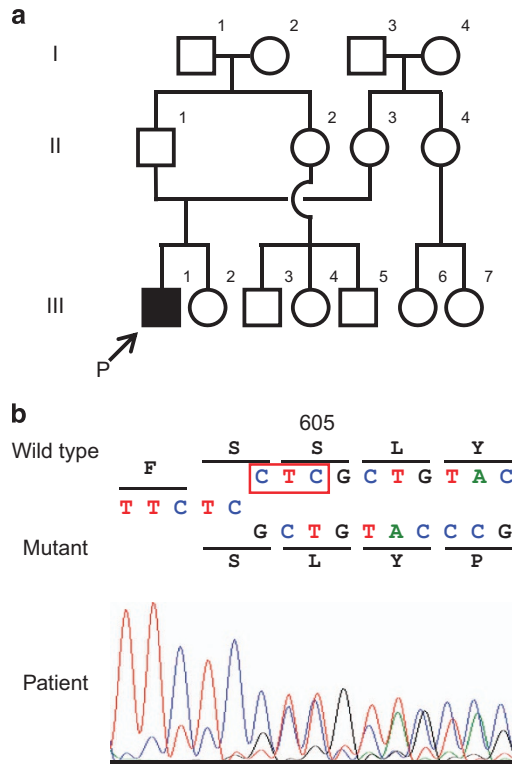 a
I
1 2 3 4
II
1 2 3 4
III
1 2 3 4 5 6 7
P
b
605
Wild type S S L Y
F
C T C G C T G T A C
T T C T C
G C T G T A C C C G
Mutant
S L Y P
Patient